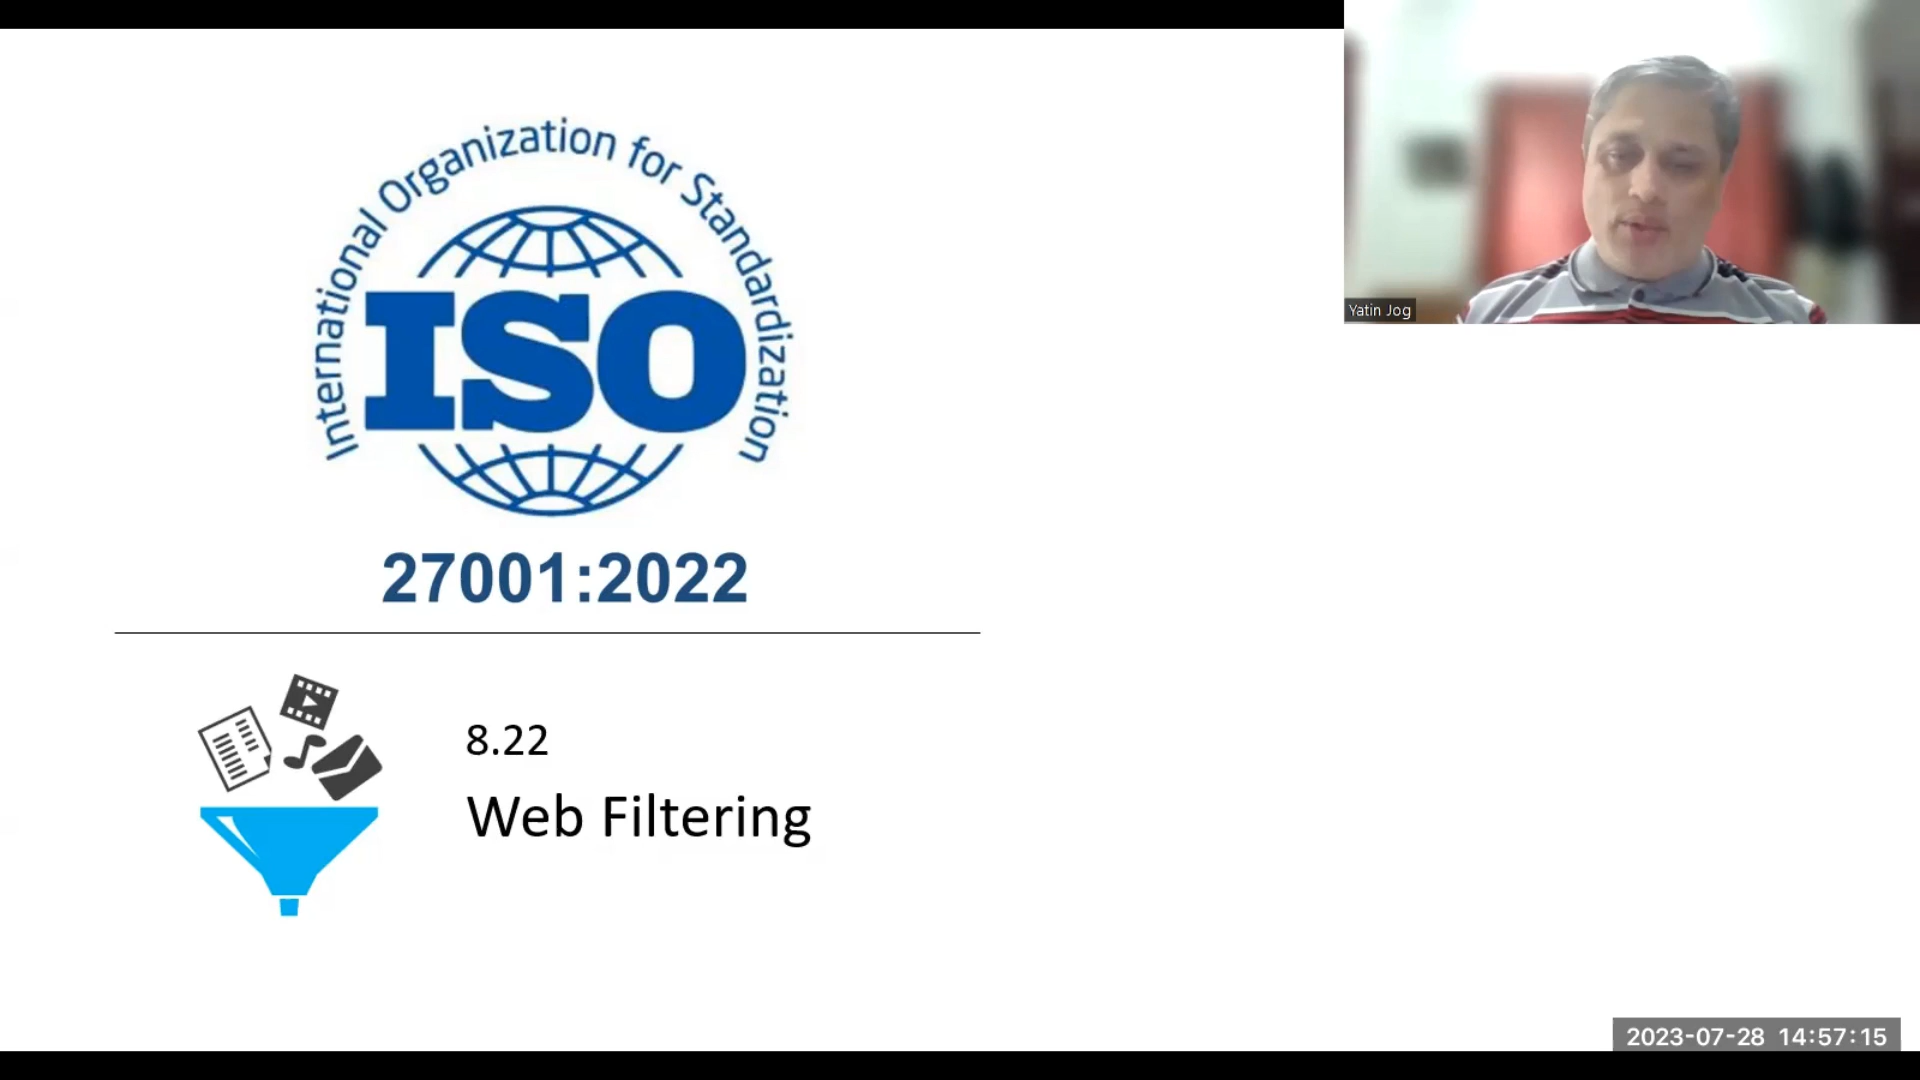 International Organization for Standardization
ISO
27001:2022
8.22
Web Filtering
Yatin Jog
2023-07-28 14:57:15